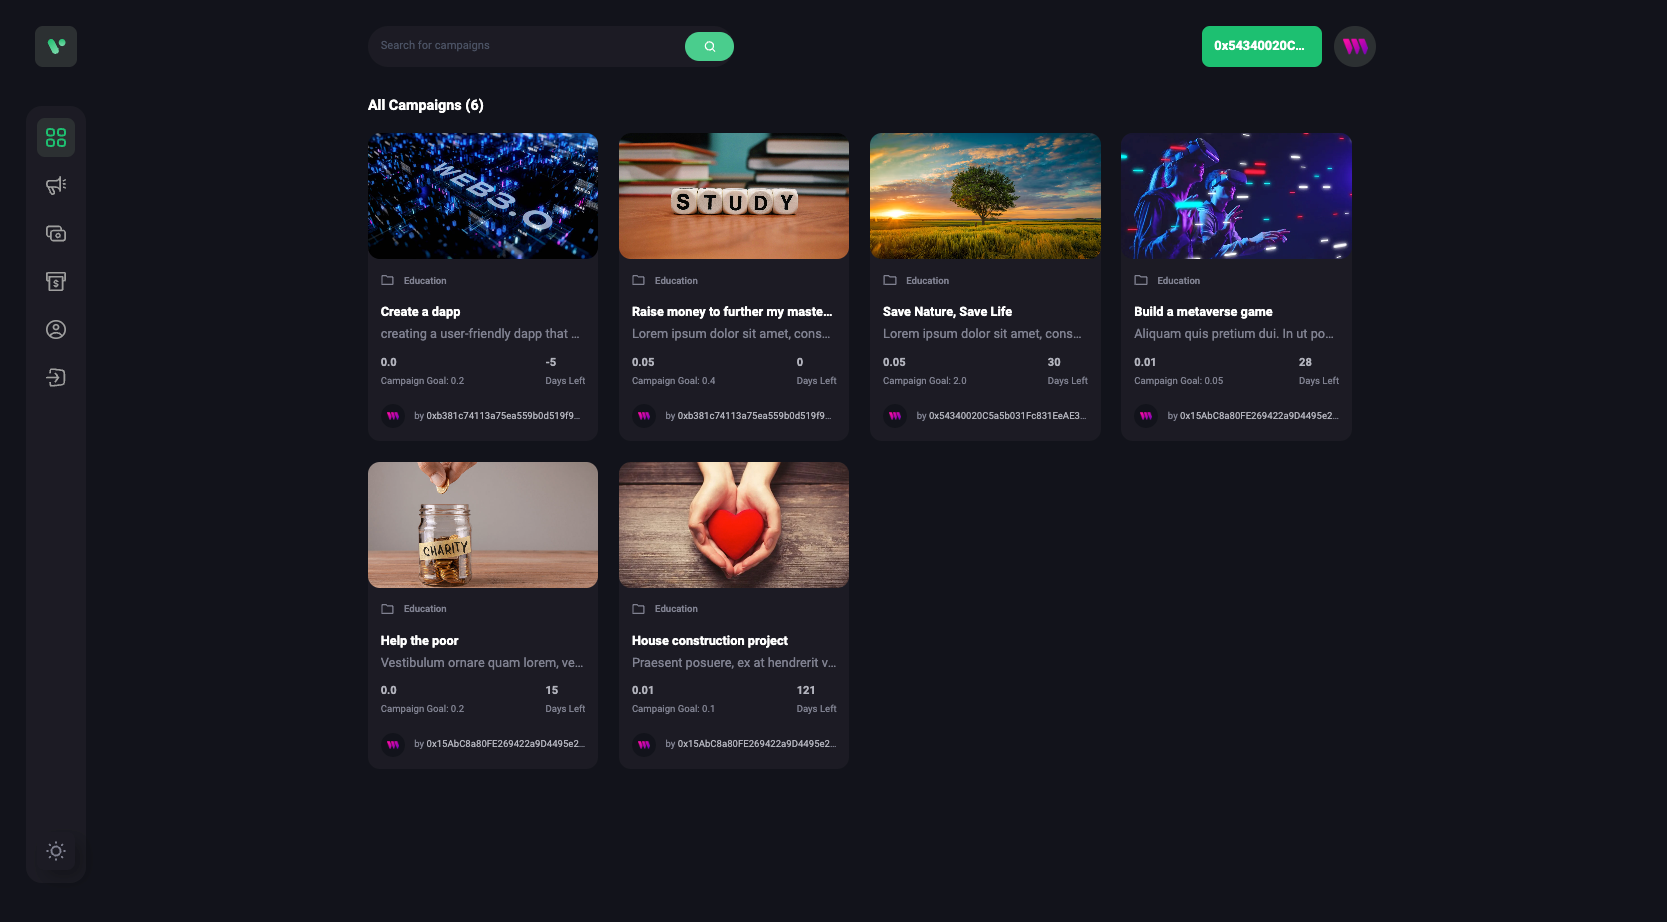 Search for campaigns
0x54340020C...
All Campaigns (6)
WEB3.0
Education
Create a dapp
creating a user-friendly dapp that ...
0.0
-5
Campaign Goal: 0.2
Days Left
by 0xb381c74113a75ea559b0d519f9...
STUDY
Education
Raise money to further my maste...
Lorem ipsum dolor sit amet, cons...
0.05
0
Campaign Goal: 0.4
Days Left
by 0xb381c74113a75ea559b0d519f9...
Education
Save Nature, Save Life
Lorem ipsum dolor sit amet, cons...
0.05
30
Campaign Goal: 2.0
Days Left
by 0x54340020C5a5b031Fc831EeAE3...
Education
Build a metaverse game
Aliquam quis pretium dui. In ut po...
0.01
28
Campaign Goal: 0.05
Days Left
by 0x15AbC8a80FE269422a9D4495e2...
CHARITY
Education
Help the poor
Vestibulum ornare quam lorem, ve...
0.0
15
Campaign Goal: 0.2
Days Left
by 0x15AbC8a80FE269422a9D4495e2...
Education
House construction project
Praesent posuere, ex at hendrerit v...
0.01
121
Campaign Goal: 0.1
Days Left
by 0x15AbC8a80FE269422a9D4495e2...